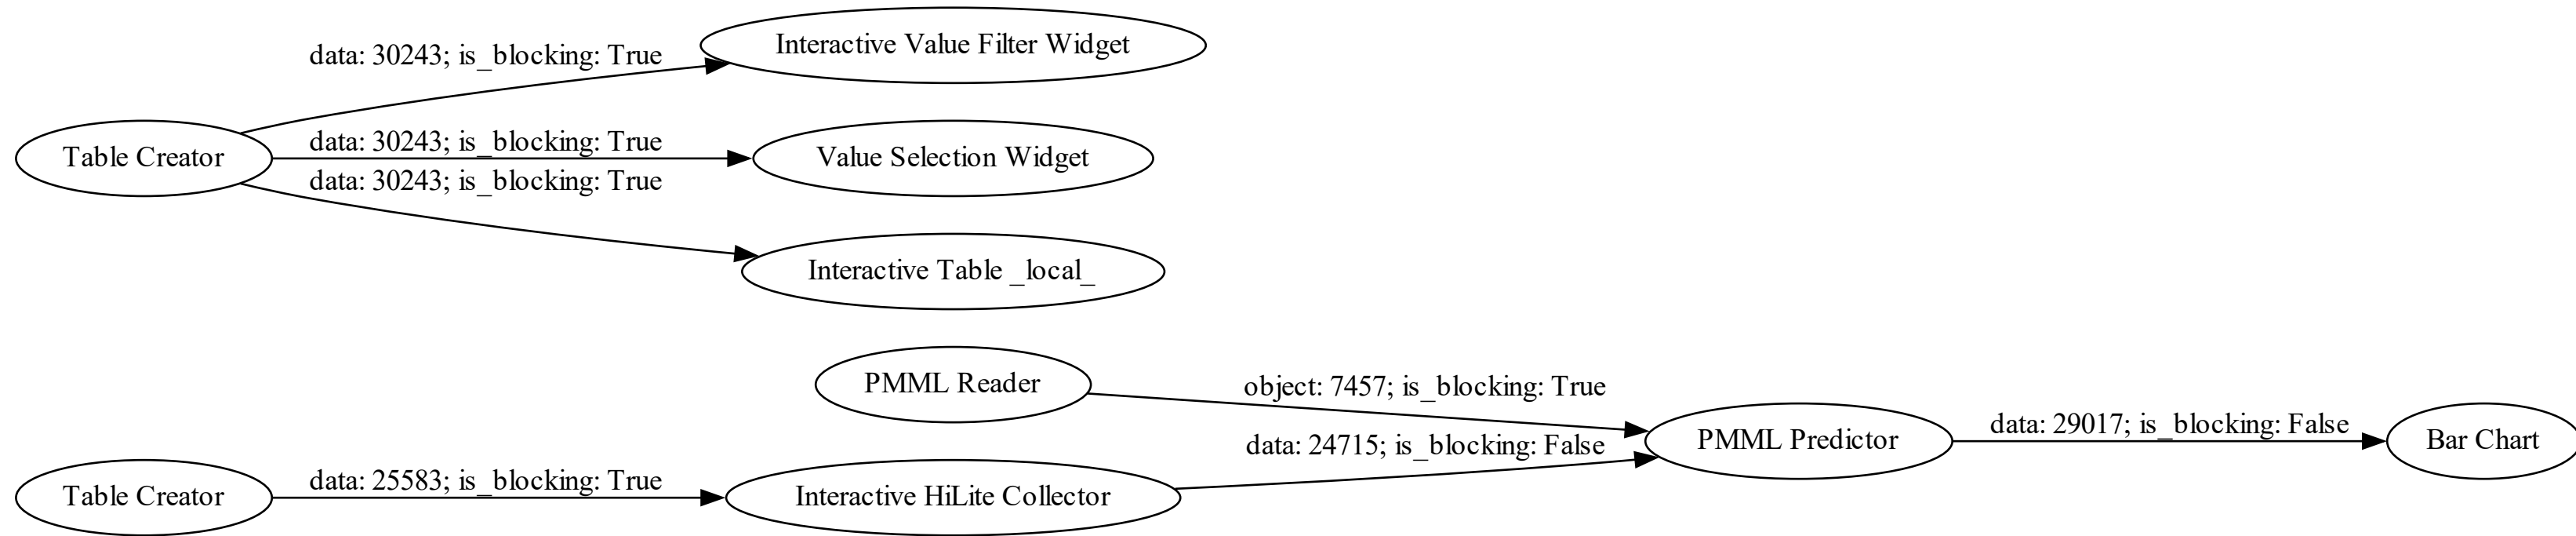 Interactive Value Filter Widget
data: 30243; is_blocking: True
Table Creator
data: 30243; is_blocking: True
Value Selection Widget
data: 30243; is_blocking: True
Interactive Table _local_
PMML Reader
object: 7457; is_blocking: True
data: 24715; is_blocking: False
PMML Predictor
data: 29017; is_blocking: False
Bar Chart
Table Creator
data: 25583; is_blocking: True
Interactive HiLite Collector